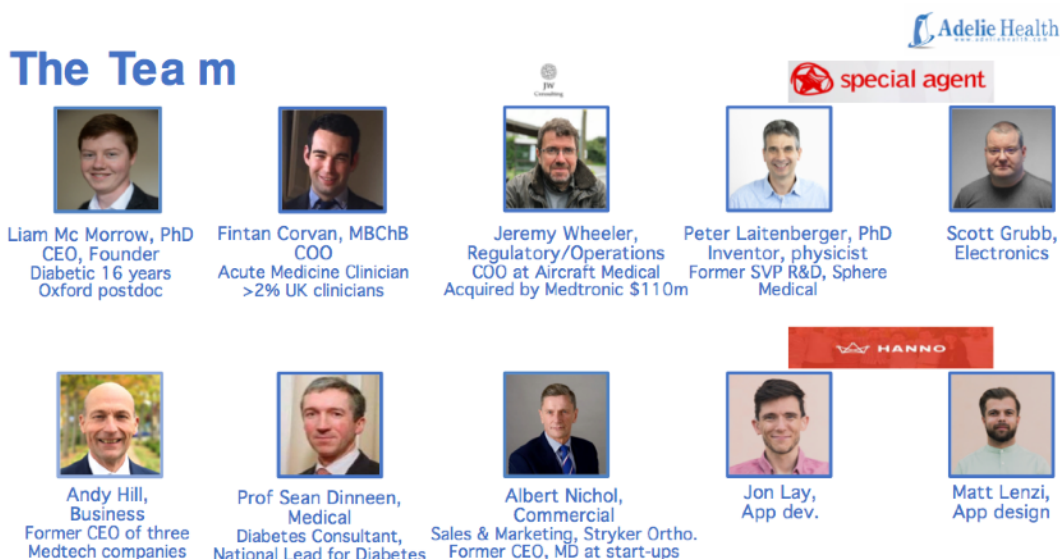 Adelie Health
www.adeliehealth.com
The Tea m
JW
Consulting
special agent
Liam Mc Morrow, PhD
CEO, Founder
Diabetic 16 years
Oxford postdoc
Fintan Corvan, MBChB
COO
Acute Medicine Clinician
>2% UK clinicians
Jeremy Wheeler,
Regulatory/Operations
COO at Aircraft Medical
Acquired by Medtronic $110m
Peter Laitenberger, PhD
Inventor, physicist
Former SVP R&D, Sphere
Medical
Scott Grubb,
Electronics
HANNO
Andy Hill,
Business
Former CEO of three
Medtech companies
Prof Sean Dinneen,
Medical
Diabetes Consultant,
National Lead for Diabetes
Albert Nichol,
Commercial
Sales & Marketing, Stryker Ortho.
Former CEO, MD at start-ups
Jon Lay,
App dev.
Matt Lenzi,
App design